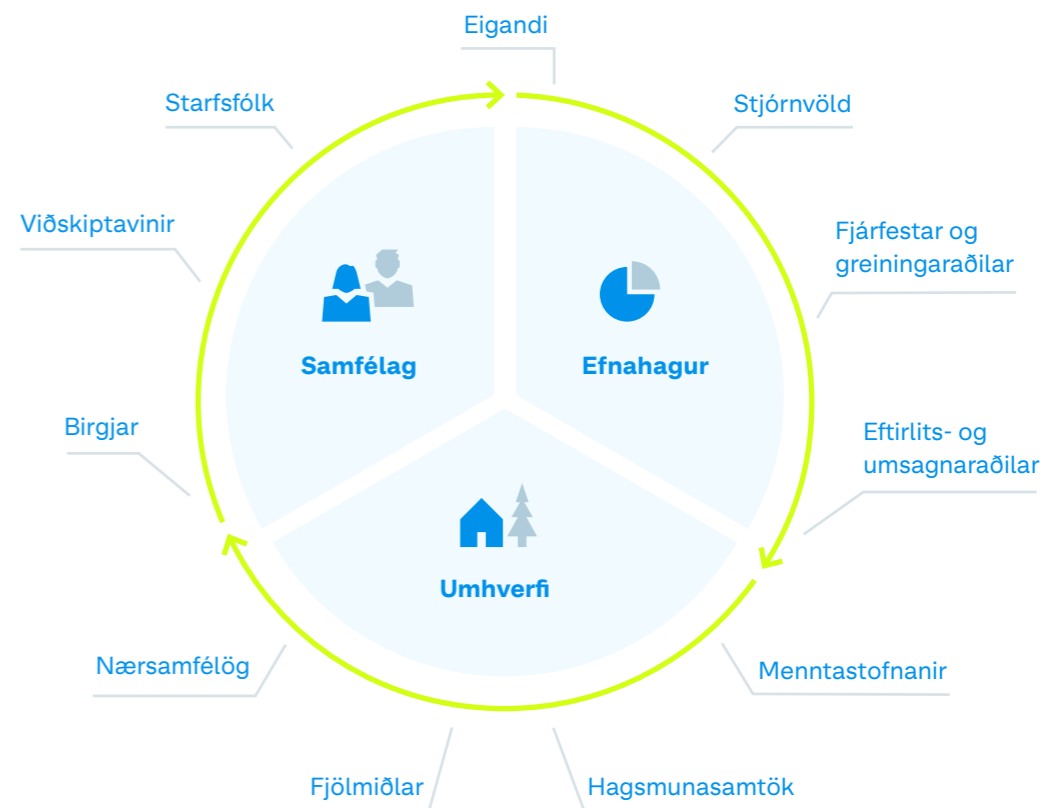 Eigandi
Starfsfólk
Stjórnvöld
Viðskiptavinir
Fjárfestar og
greiningaraðilar
Samfélag
Efnahagur
Birgjar
Eftirlits- og
umsagnaraðilar
Umhverfi
Nærsamfélög
Menntastofnanir
Fjölmiðlar
Hagsmunasamtök